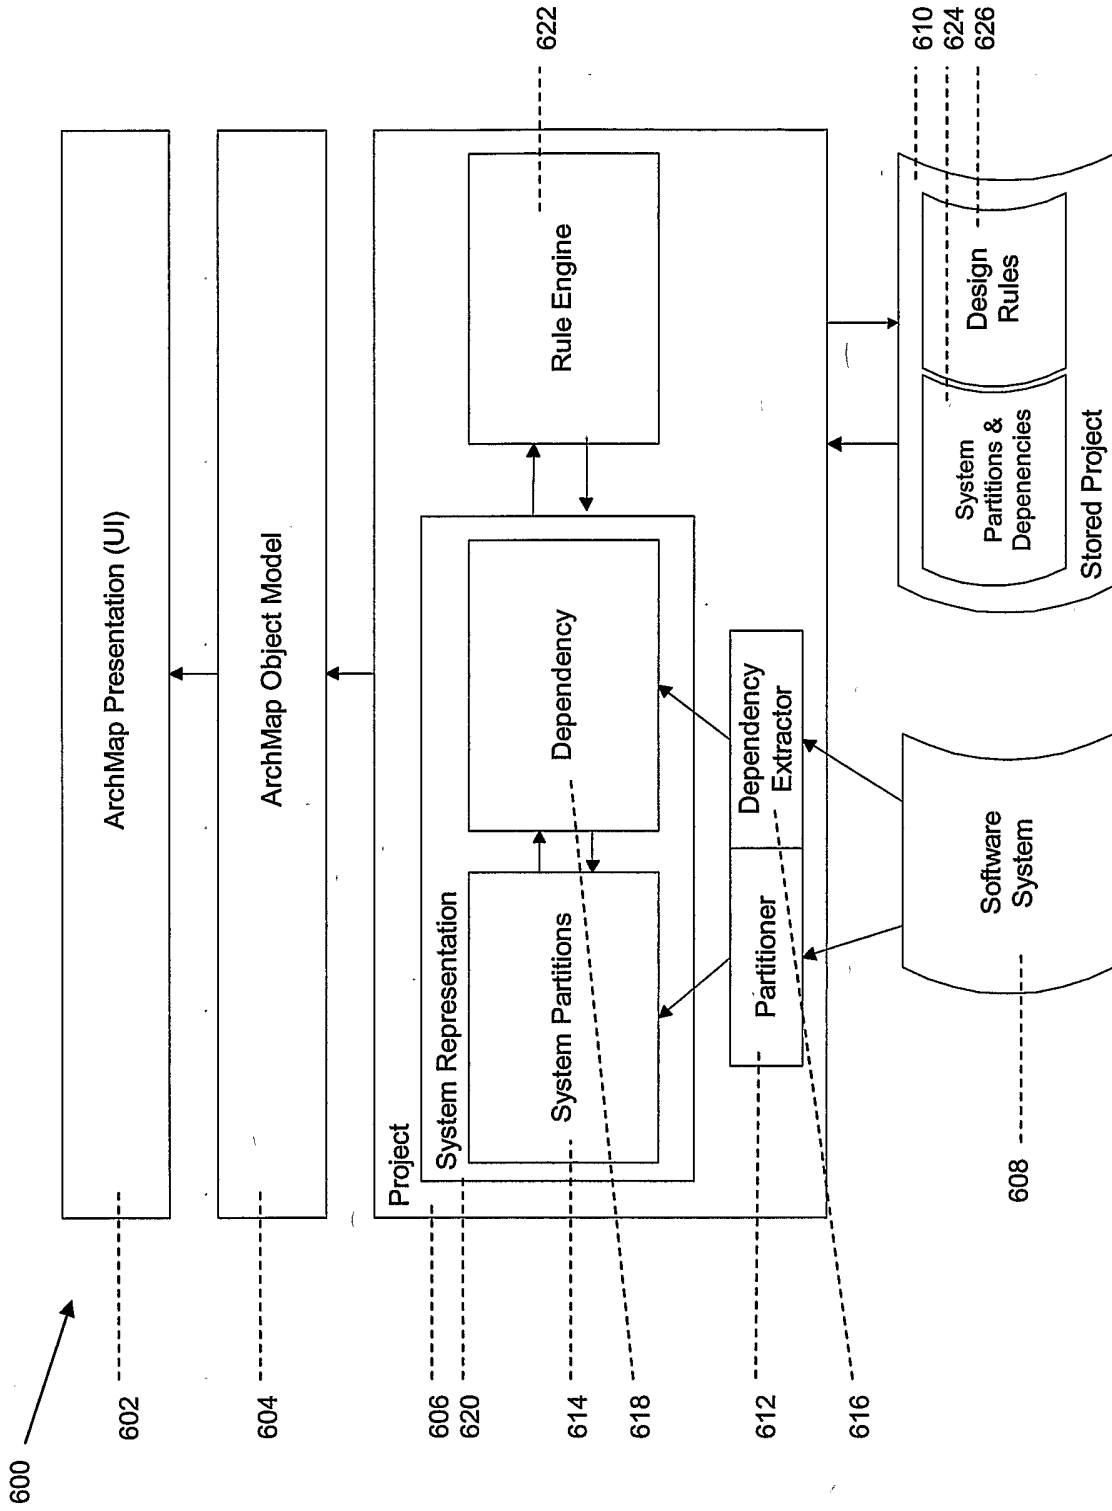 600
602
ArchMap Presentation (UI)
604
ArchMap Object Model
606
Project
620
System Representation
614
System Partitions
618
Dependency
622
Rule Engine
612
Partitioner
616
Dependency
Extractor
608
Software
System
610
624
626
System
Partitions &
Depenencies
Design
Rules
Stored Project